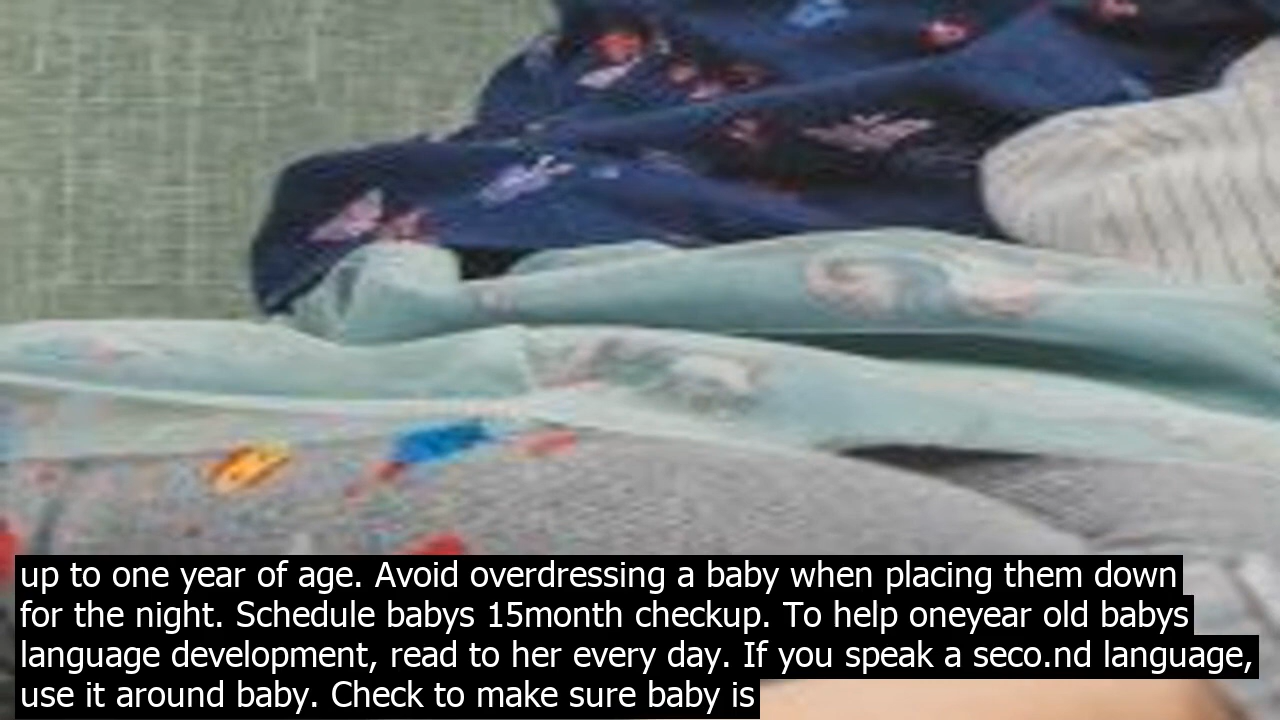 up to one year of age. Avoid overdressing a baby when placing them down
for the night. Schedule babys 15month checkup. To help oneyear old babys
language development, read to her every day. If you speak a seco.nd language,
use it around baby. Check to make sure baby is